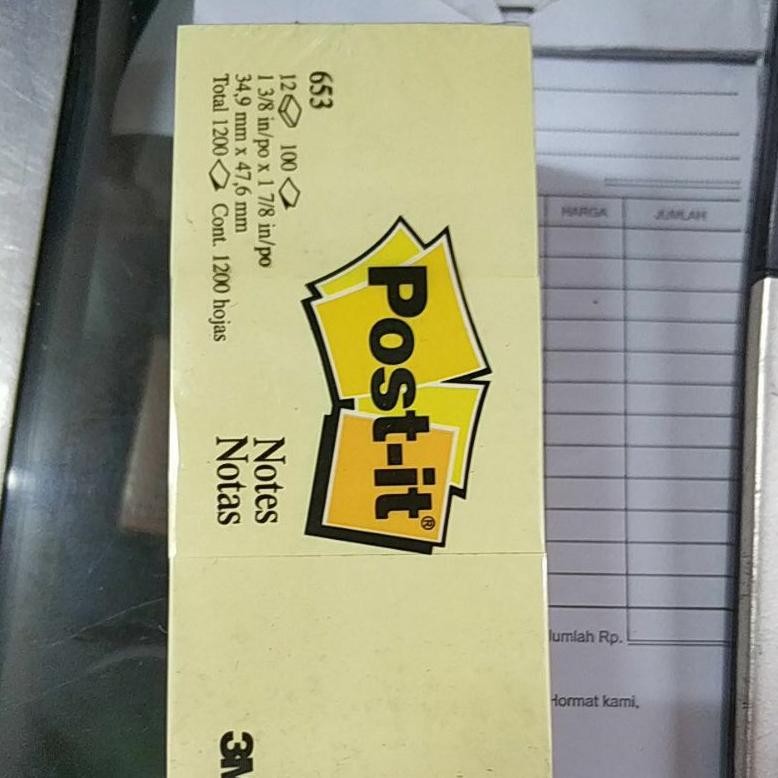 653
12 100
1 3/8 in/po x 1 7/8 in/po
34,9 mm x 47,6 mm
Total 1200 Cont. 1200 hojas
Post-it®
Notes
Notas
HARGA JUMLAH
Jumlah Rp.
Hormat kami,